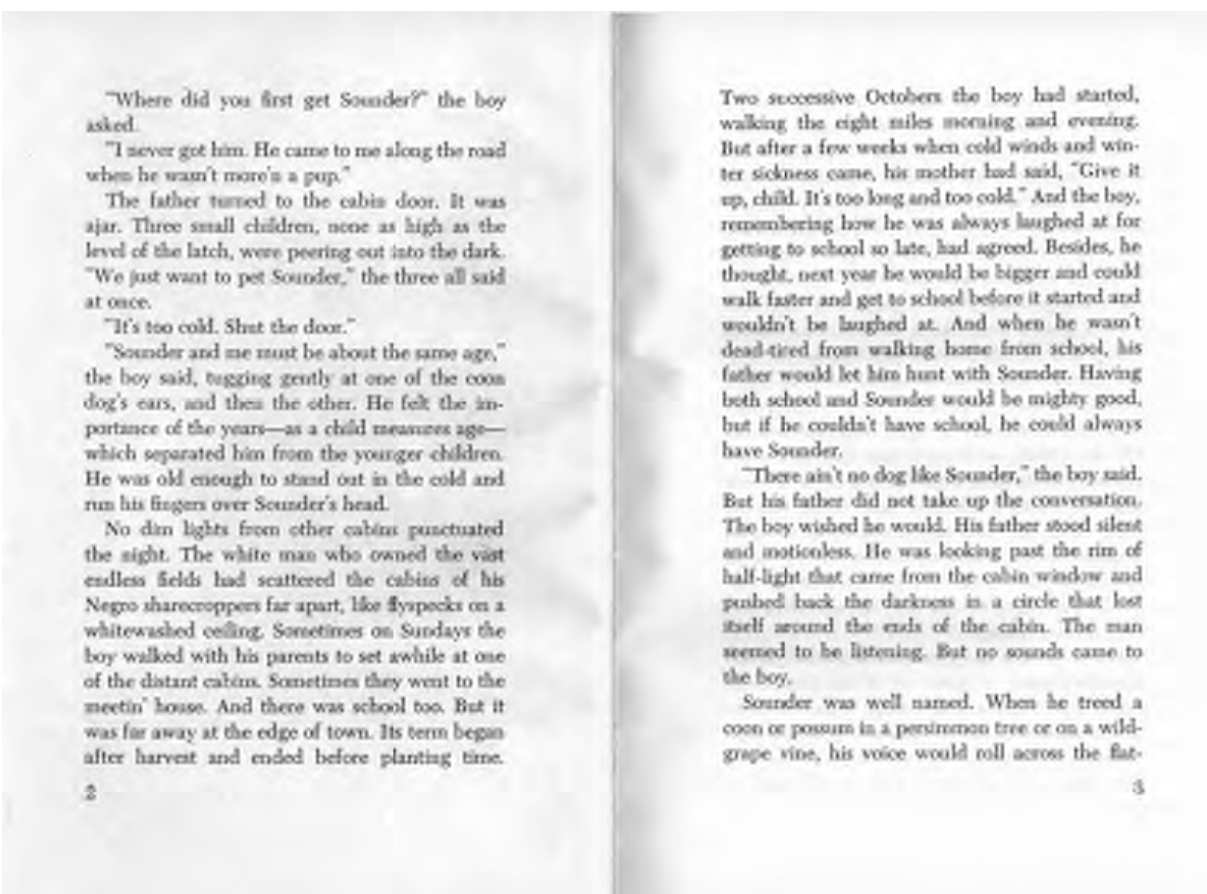 "Where did you first get Sounder?" the boy
asked.
"I never got him. He came to me along the road
when he wasn't more'n a pup."
The father turned to the cabin door. It was
ajar. Three small children, none as high as the
level of the latch, were peering out into the dark.
"We just want to pet Sounder," the three all said
at once.
"It's too cold. Shut the door."
"Sounder and me must be about the same age,"
the boy said, tugging gently at one of the coon
dog's ears, and then the other. He felt the im-
portance of the years—as a child measures age—
which separated him from the younger children.
He was old enough to stand out in the cold and
run his fingers over Sounder's head.
No dim lights from other cabins punctuated
the night. The white man who owned the vast
endless fields had scattered the cabins of his
Negro sharecroppers far apart, like flyspecks on a
whitewashed ceiling. Sometimes on Sundays the
boy walked with his parents to set awhile at one
of the distant cabins. Sometimes they went to the
meetin' house. And there was school too. But it
was far away at the edge of town. Its term began
after harvest and ended before planting time.
2
Two successive Octobers the boy had started,
walking the eight miles morning and evening.
But after a few weeks when cold winds and win-
ter sickness came, his mother had said, "Give it
up, child. It's too long and too cold." And the boy,
remembering how he was always laughed at for
getting to school so late, had agreed. Besides, he
thought, next year he would be bigger and could
walk faster and get to school before it started and
wouldn't be laughed at. And when he wasn't
dead-tired from walking home from school, his
father would let him hunt with Sounder. Having
both school and Sounder would be mighty good,
but if he couldn't have school, he could always
have Sounder.
"There ain't no dog like Sounder," the boy said.
But his father did not take up the conversation.
The boy wished he would. His father stood silent
and motionless. He was looking past the rim of
half-light that came from the cabin window and
pushed back the darkness in a circle that lost
itself around the ends of the cabin. The man
seemed to be listening. But no sounds came to
the boy.
Sounder was well named. When he treed a
coon or possum in a persimmon tree or on a wild-
grape vine, his voice would roll across the flat-
3